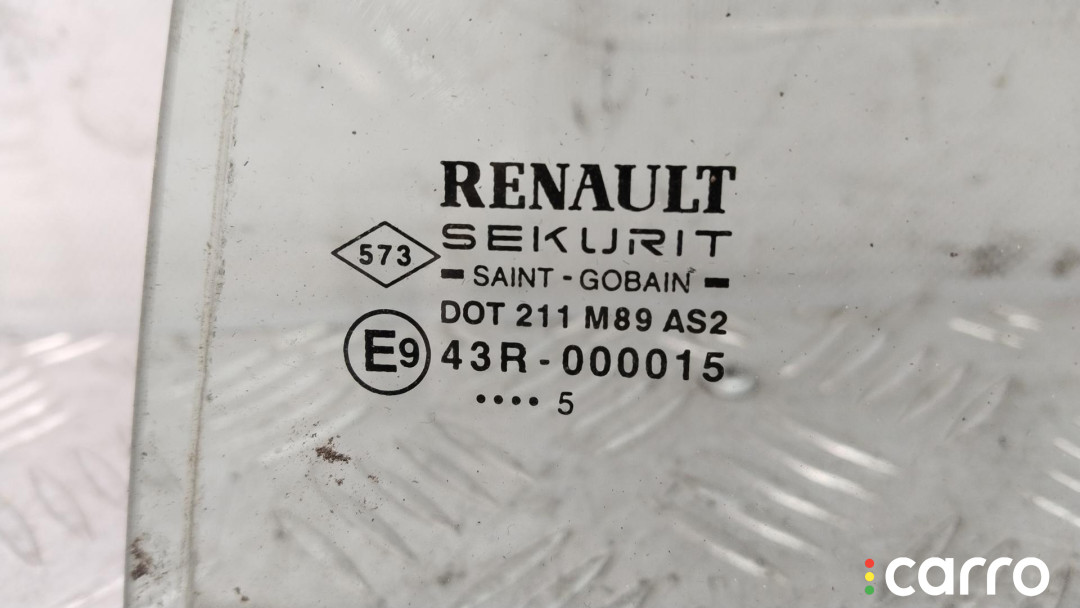 RENAULT
573
SEKURIT
SAINT - GOBAIN
DOT 211 M89 AS2
E9 43R - 000015
•••• 5
carro